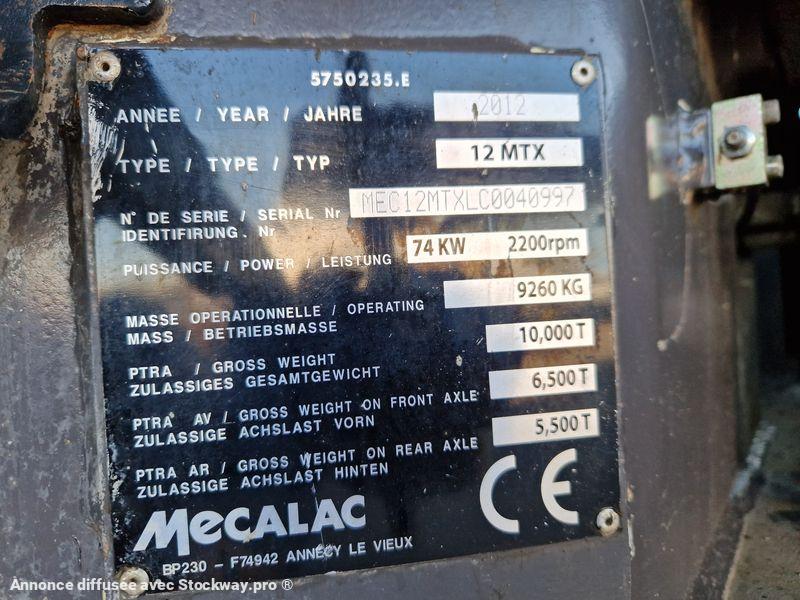 5750235.E
ANNEE / YEAR / JAHRE 2012
TYPE / TYPE / TYP 12 MTX
N° DE SERIE / SERIAL Nr MEC12MTXLC0040997
IDENTIFIRUNG. Nr
PUISSANCE / POWER / LEISTUNG 74 KW 2200rpm
MASSE OPERATIONNELLE / OPERATING 9260 KG
MASS / BETRIEBSMASSE
PTRA / GROSS WEIGHT 10,000 T
ZULASSIGES GESAMTGEWICHT
PTRA AV / GROSS WEIGHT ON FRONT AXLE 6,500 T
ZULASSIGE ACHSLAST VORN
PTRA AR / GROSS WEIGHT ON REAR AXLE 5,500 T
ZULASSIGE ACHSLAST HINTEN
MECALAC CE
BP230 - F74942 ANNECY LE VIEUX
Annonce diffusée avec Stockway.pro ®